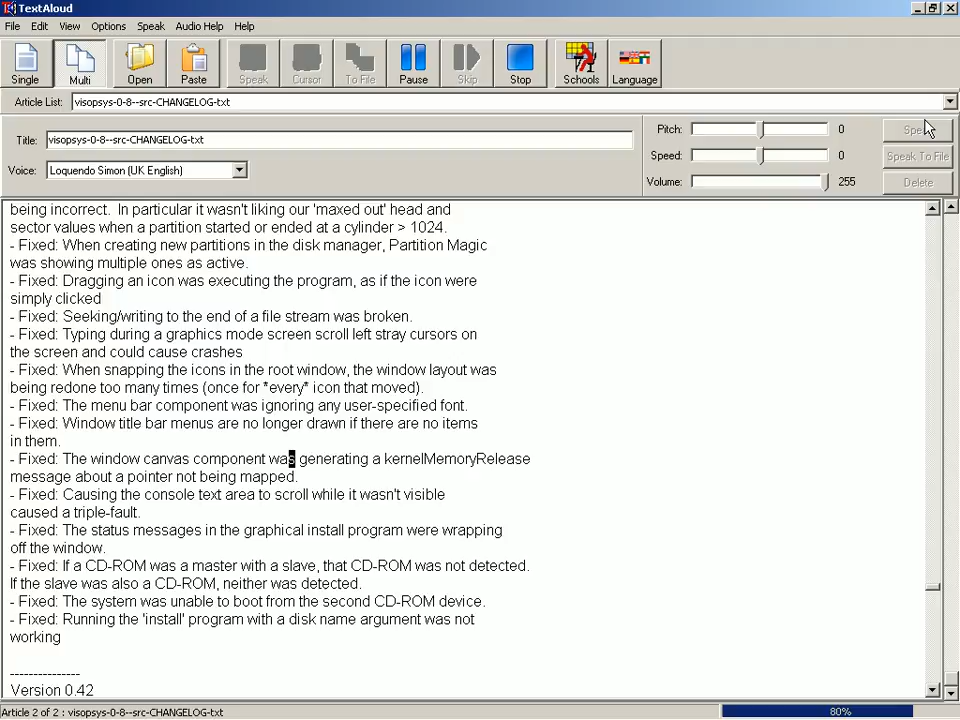 TextAloud
File Edit View Options Speak Audio Help Help
Single Multi Open Paste Speak Cursor To File Pause Skip Stop Schools Language
Article List: visopsys-0-8--src-CHANGELOG-txt
Title: visopsys-0-8--src-CHANGELOG-txt
Voice: Loquendo Simon (UK English)
Pitch: 0
Speed: 0
Volume: 255
Speak
Speak To File
Delete
being incorrect. In particular it wasn't liking our 'maxed out' head and
sector values when a partition started or ended at a cylinder > 1024.
- Fixed: When creating new partitions in the disk manager, Partition Magic
was showing multiple ones as active.
- Fixed: Dragging an icon was executing the program, as if the icon were
simply clicked
- Fixed: Seeking/writing to the end of a file stream was broken.
- Fixed: Typing during a graphics mode screen scroll left stray cursors on
the screen and could cause crashes
- Fixed: When snapping the icons in the root window, the window layout was
being redone too many times (once for *every* icon that moved).
- Fixed: The menu bar component was ignoring any user-specified font.
- Fixed: Window title bar menus are no longer drawn if there are no items
in them.
- Fixed: The window canvas component was generating a kernelMemoryRelease
message about a pointer not being mapped.
- Fixed: Causing the console text area to scroll while it wasn't visible
caused a triple-fault.
- Fixed: The status messages in the graphical install program were wrapping
off the window.
- Fixed: If a CD-ROM was a master with a slave, that CD-ROM was not detected.
If the slave was also a CD-ROM, neither was detected.
- Fixed: The system was unable to boot from the second CD-ROM device.
- Fixed: Running the 'install' program with a disk name argument was not
working
---------------
Version 0.42
Article 2 of 2 : visopsys-0-8--src-CHANGELOG-txt
80%